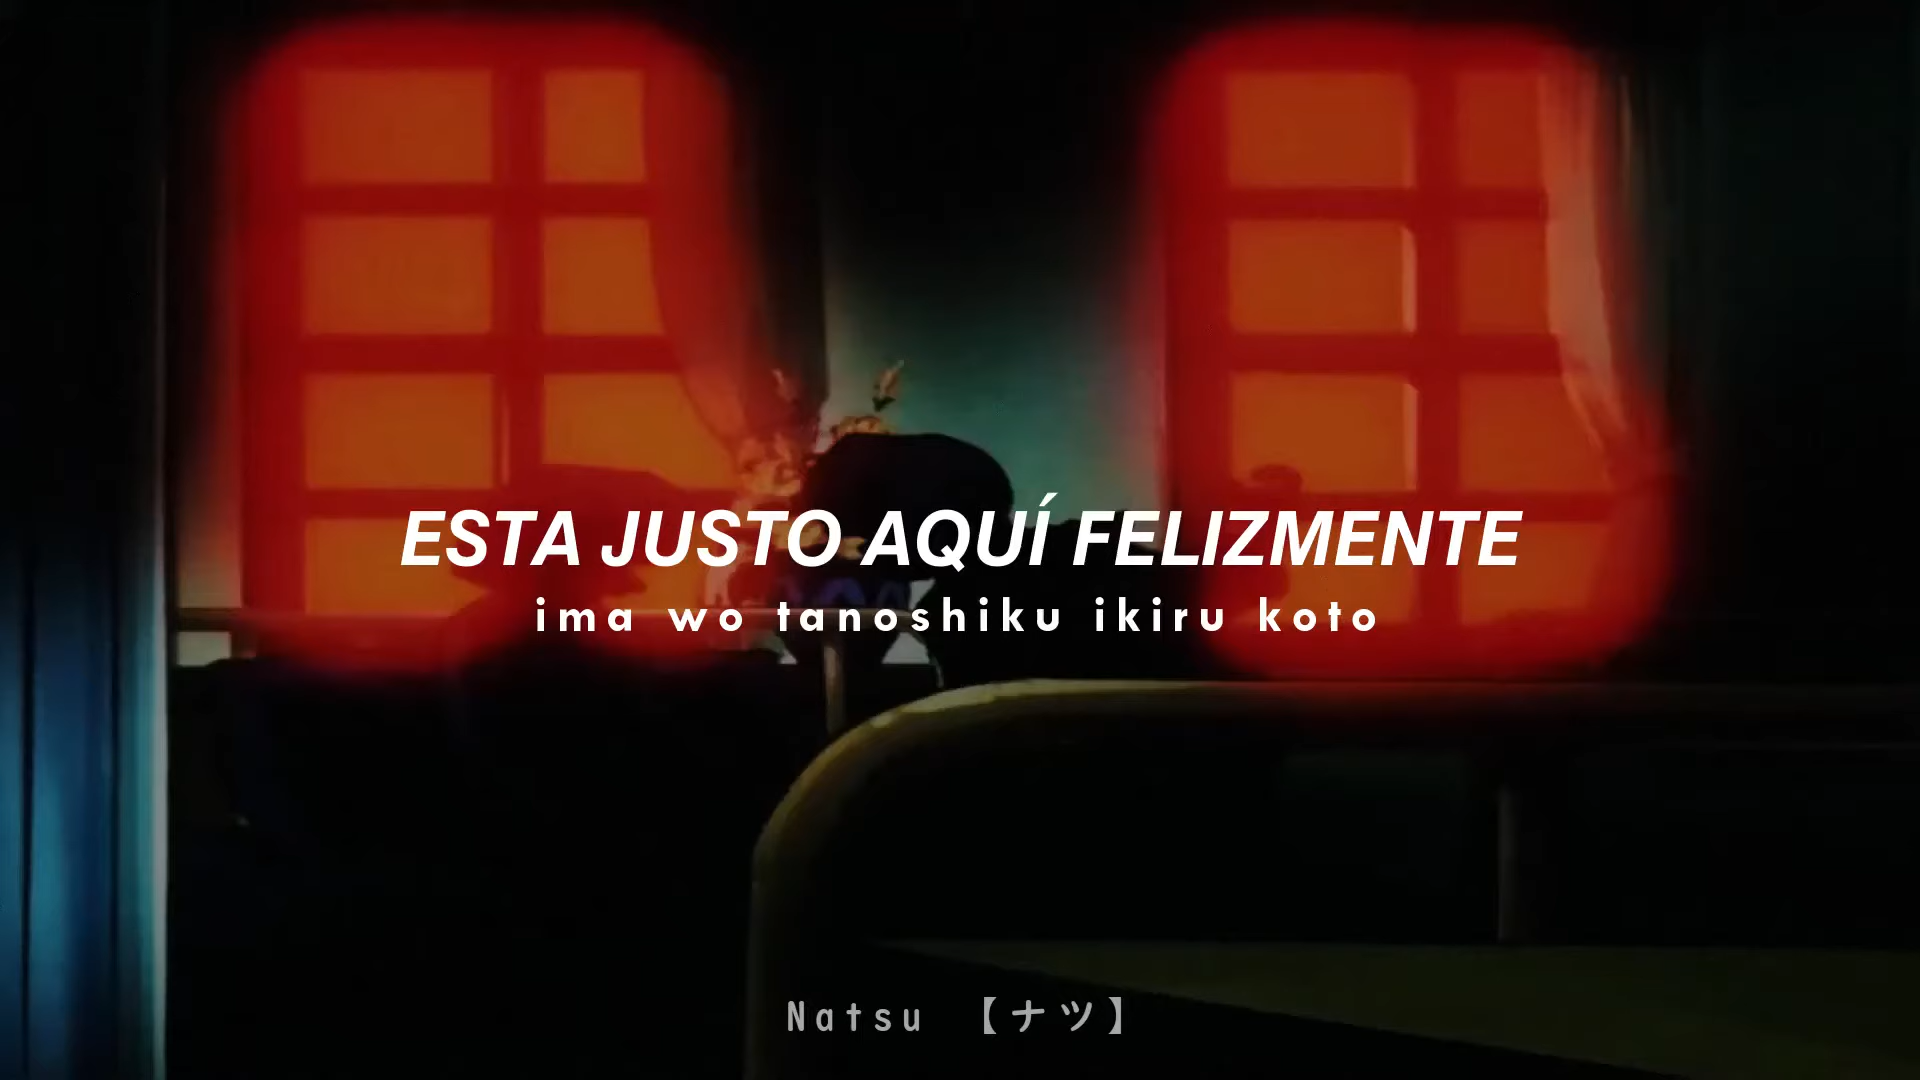 ESTA JUSTO AQUÍ FELIZMENTE
ima wo tanoshiku ikiru koto
Natsu 【ナツ】